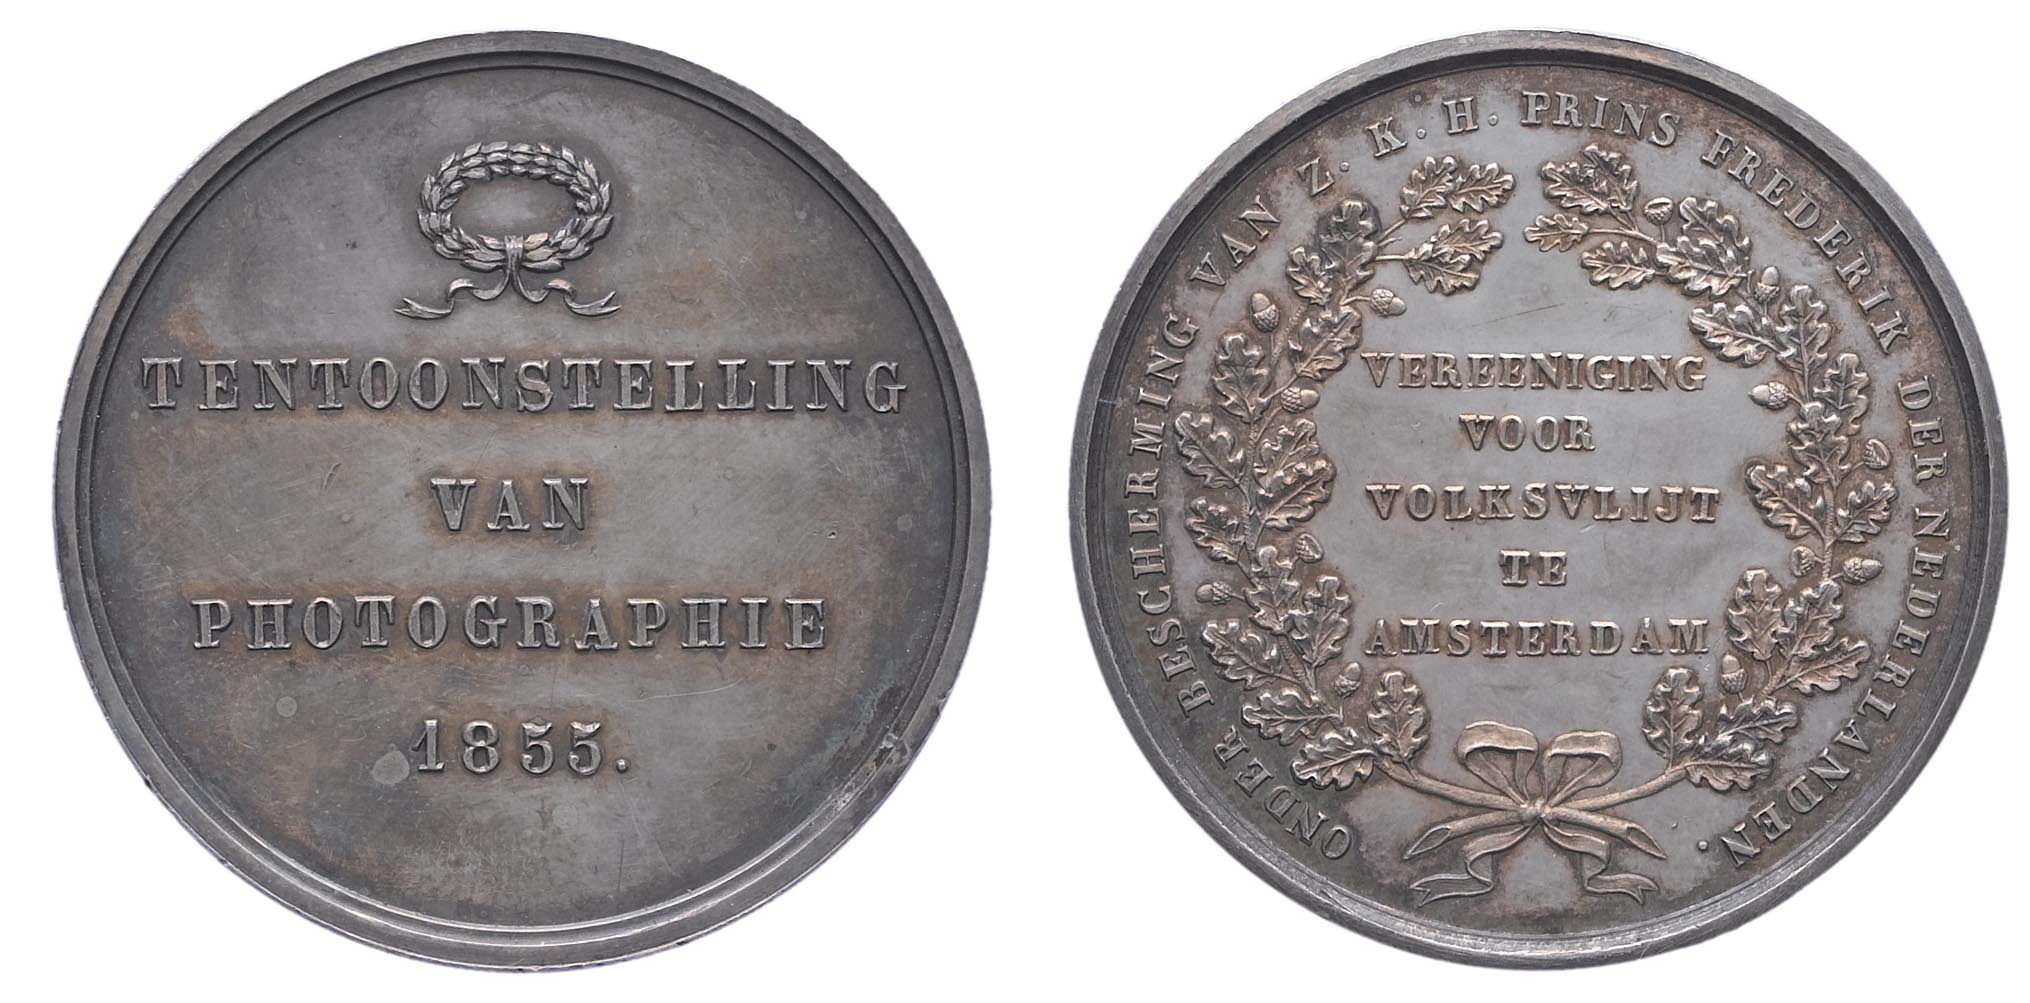 TENTOONSTELLING
VAN
PHOTOGRAPHIE
1855.
ONDER BESCHERMING VAN Z. K. H. PRINS FREDERIK DER NEDERLANDEN.
VEREENIGING
VOOR
VOLKSVLIJT
TE
AMSTERDAM